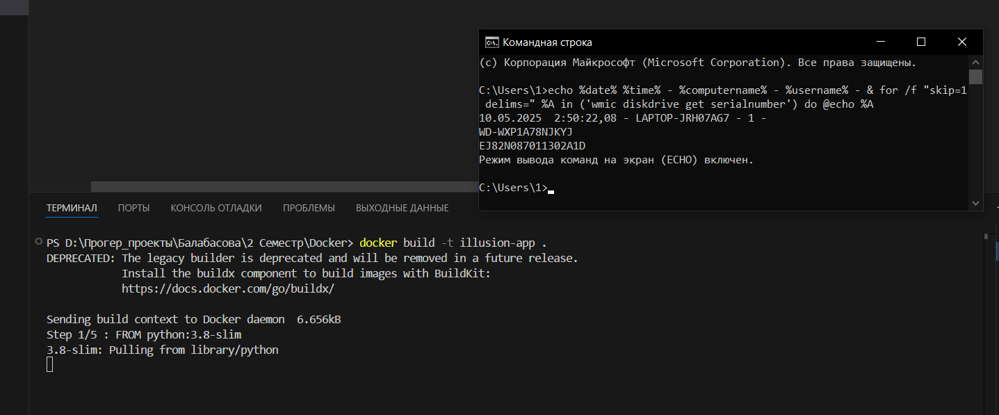 Командная строка
(c) Корпорация Майкрософт (Microsoft Corporation). Все права защищены.
C:\Users\1>echo %date% %time% - %computername% - %username% - & for /f "skip=1
delims=" %A in ('wmic diskdrive get serialnumber') do @echo %A
10.05.2025  2:50:22,08 - LAPTOP-JRH07AG7 - 1 -
WD-WXP1A78NJKYJ
EJ82N087011302A1D
Режим вывода команд на экран (ECHO) включен.
C:\Users\1>
ТЕРМИНАЛ ПОРТЫ КОНСОЛЬ ОТЛАДКИ ПРОБЛЕМЫ ВЫХОДНЫЕ ДАННЫЕ
PS D:\Прогер_проекты\Балабасова\2 Семестр\Docker> docker build -t illusion-app .
DEPRECATED: The legacy builder is deprecated and will be removed in a future release.
Install the buildx component to build images with BuildKit:
https://docs.docker.com/go/buildx/
Sending build context to Docker daemon  6.656kB
Step 1/5 : FROM python:3.8-slim
3.8-slim: Pulling from library/python